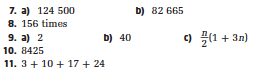 7. a) 124 500 b) 82 665
8. 156 times
9. a) 2 b) 40 c) n/2(1 + 3n)
10. 8425
11. 3 + 10 + 17 + 24